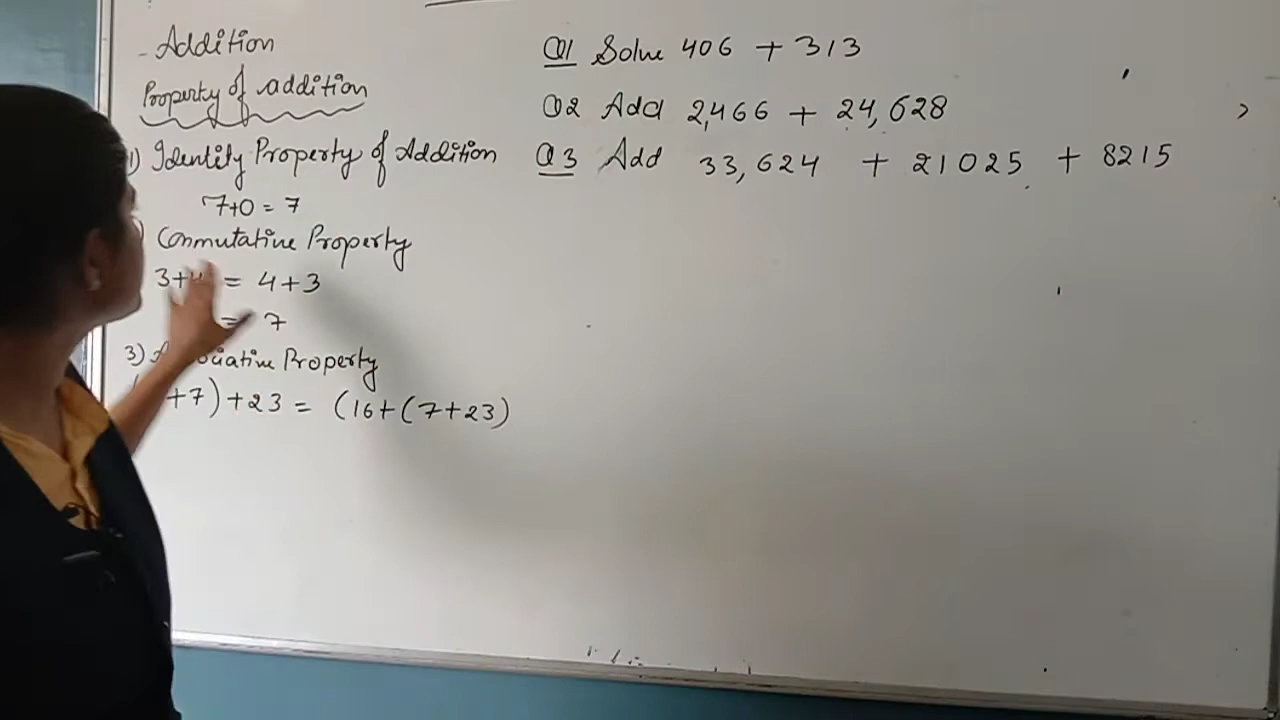 - Addition
Property of addition
1) Identity Property of Addition
7+0 = 7
) Commutative Property
3+4 = 4+3
= 7
3) Associative Property
+7) +23 = (16+(7+23)
Q1 Solve 406 + 313
Q2 Add 2,466 + 24,628
Q3 Add 33,624 + 21025 + 8215